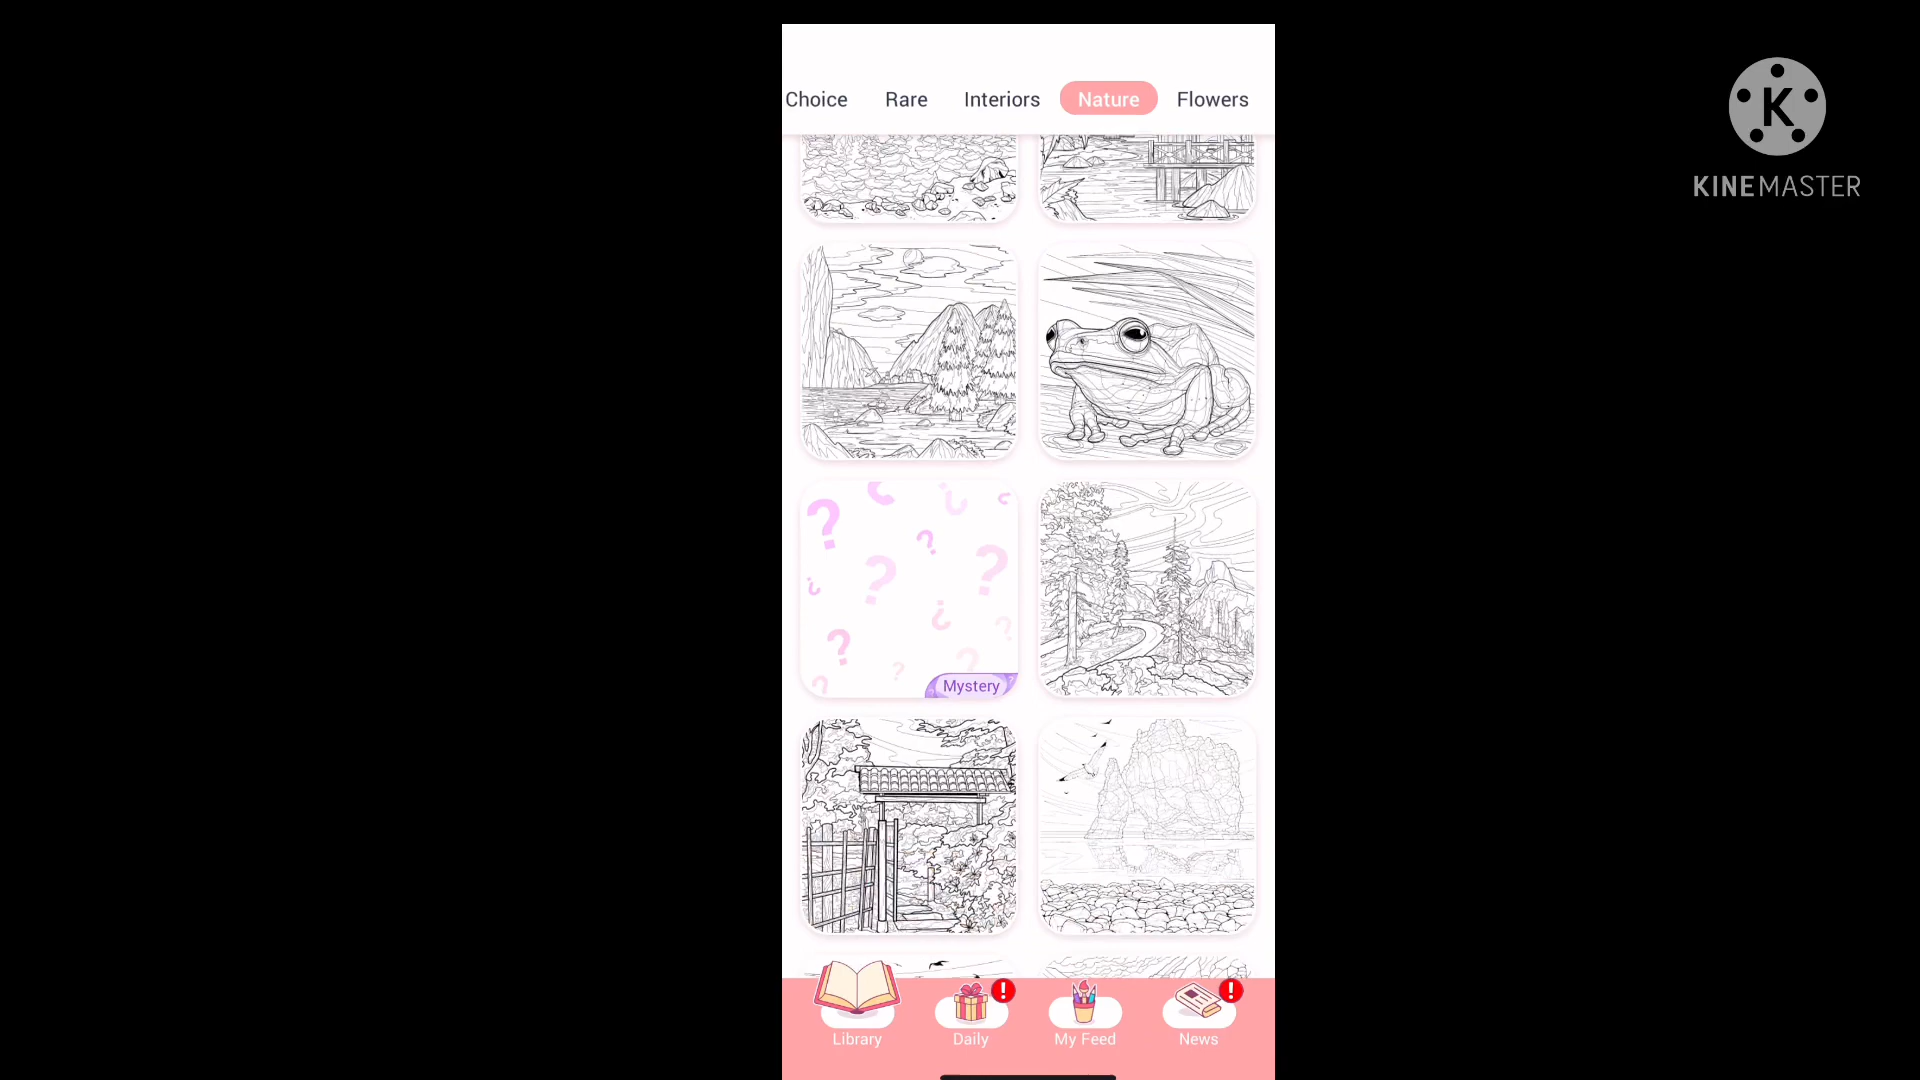 Choice Rare Interiors Nature Flowers
K
KINEMASTER
Mystery
Library Daily My Feed News